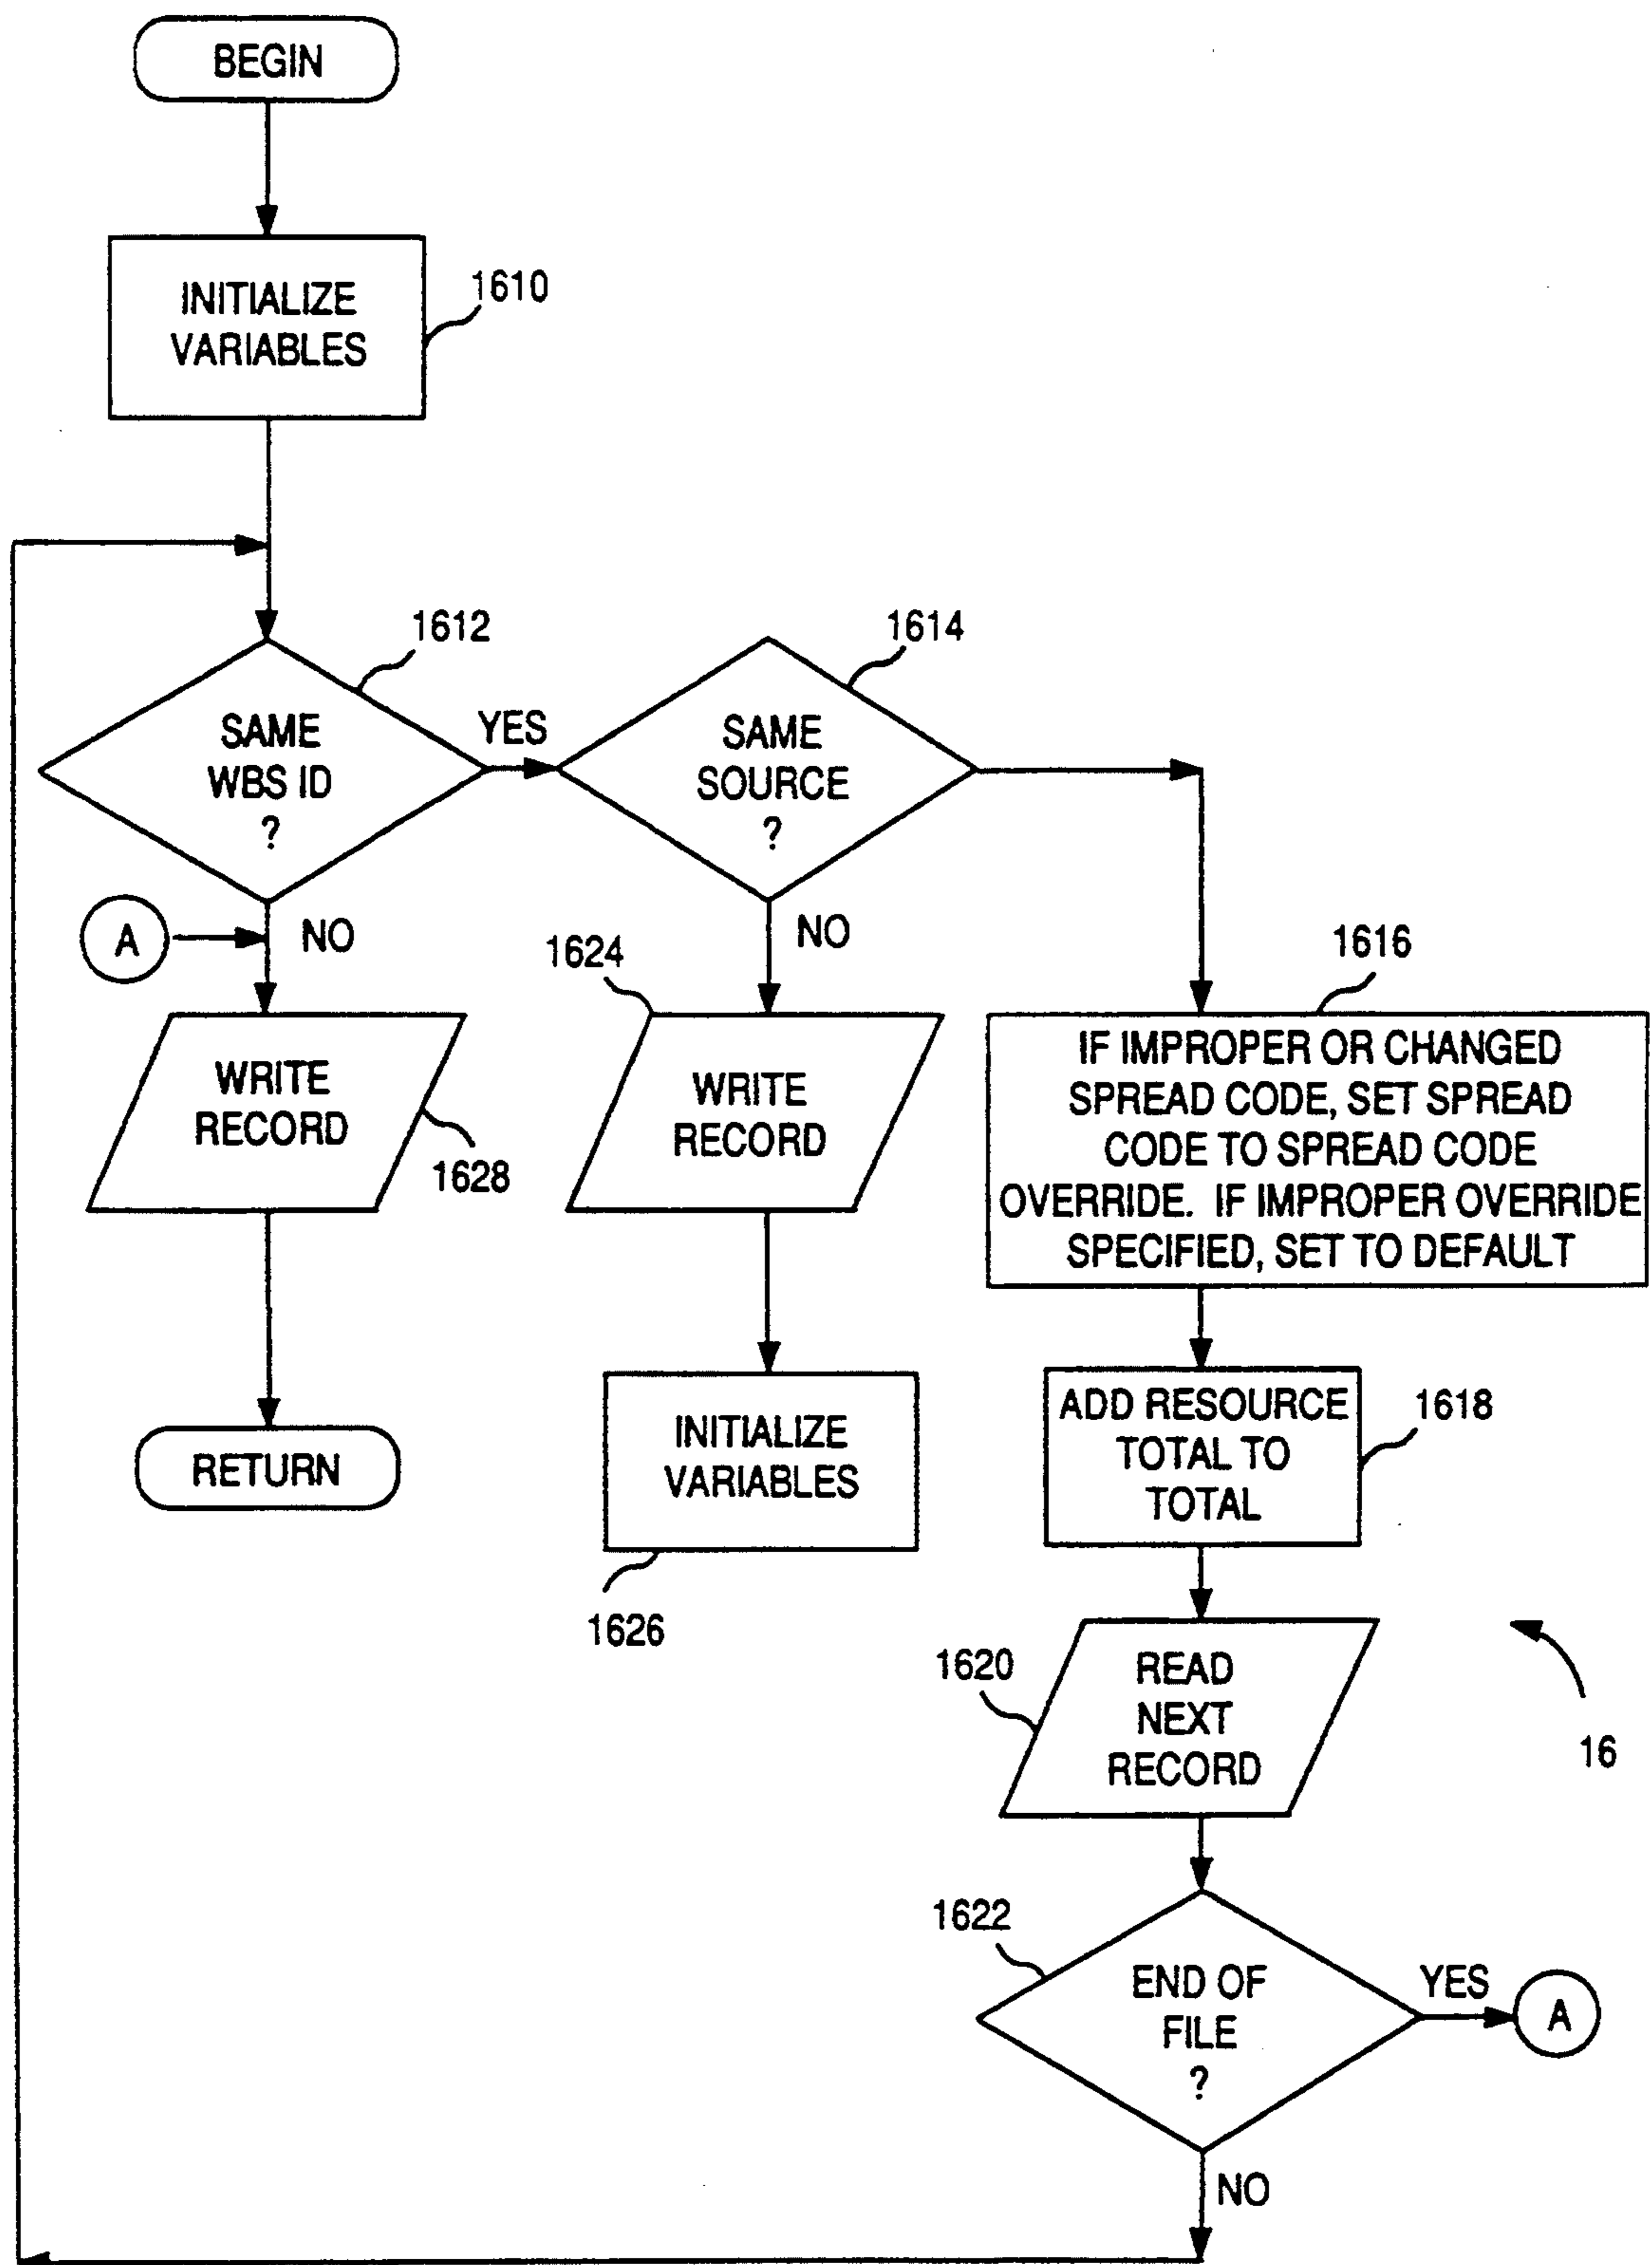 BEGIN
INITIALIZE
VARIABLES
1610
SAME
WBS ID
?
1612
YES
SAME
SOURCE
?
1614
A
NO
NO
WRITE
RECORD
1628
1624
WRITE
RECORD
1616
IF IMPROPER OR CHANGED
SPREAD CODE, SET SPREAD
CODE TO SPREAD CODE
OVERRIDE. IF IMPROPER OVERRIDE
SPECIFIED, SET TO DEFAULT
RETURN
INITIALIZE
VARIABLES
1626
ADD RESOURCE
TOTAL TO
TOTAL
1618
1620
READ
NEXT
RECORD
16
1622
END OF
FILE
?
YES
A
NO